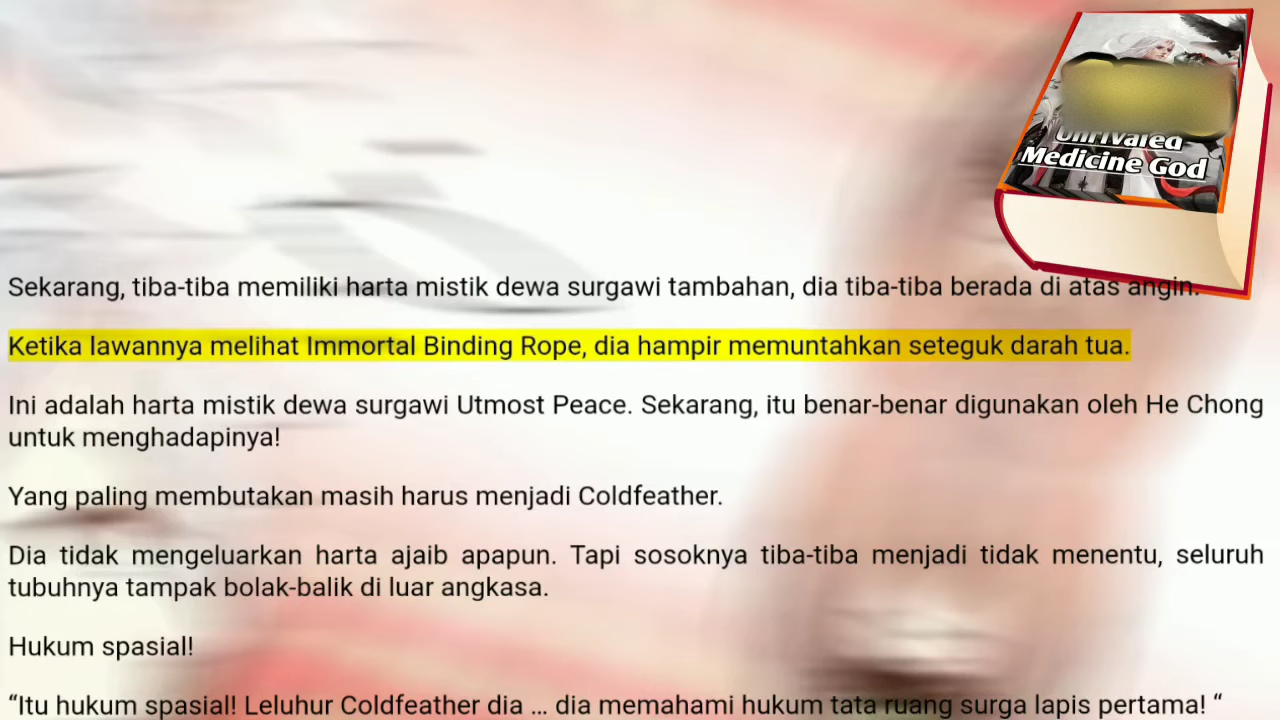 Unrivaled
Medicine God
Sekarang, tiba-tiba memiliki harta mistik dewa surgawi tambahan, dia tiba-tiba berada di atas angin.
Ketika lawannya melihat Immortal Binding Rope, dia hampir memuntahkan seteguk darah tua.
Ini adalah harta mistik dewa surgawi Utmost Peace. Sekarang, itu benar-benar digunakan oleh He Chong
untuk menghadapinya!
Yang paling membutakan masih harus menjadi Coldfeather.
Dia tidak mengeluarkan harta ajaib apapun. Tapi sosoknya tiba-tiba menjadi tidak menentu, seluruh
tubuhnya tampak bolak-balik di luar angkasa.
Hukum spasial!
“Itu hukum spasial! Leluhur Coldfeather dia … dia memahami hukum tata ruang surga lapis pertama! “